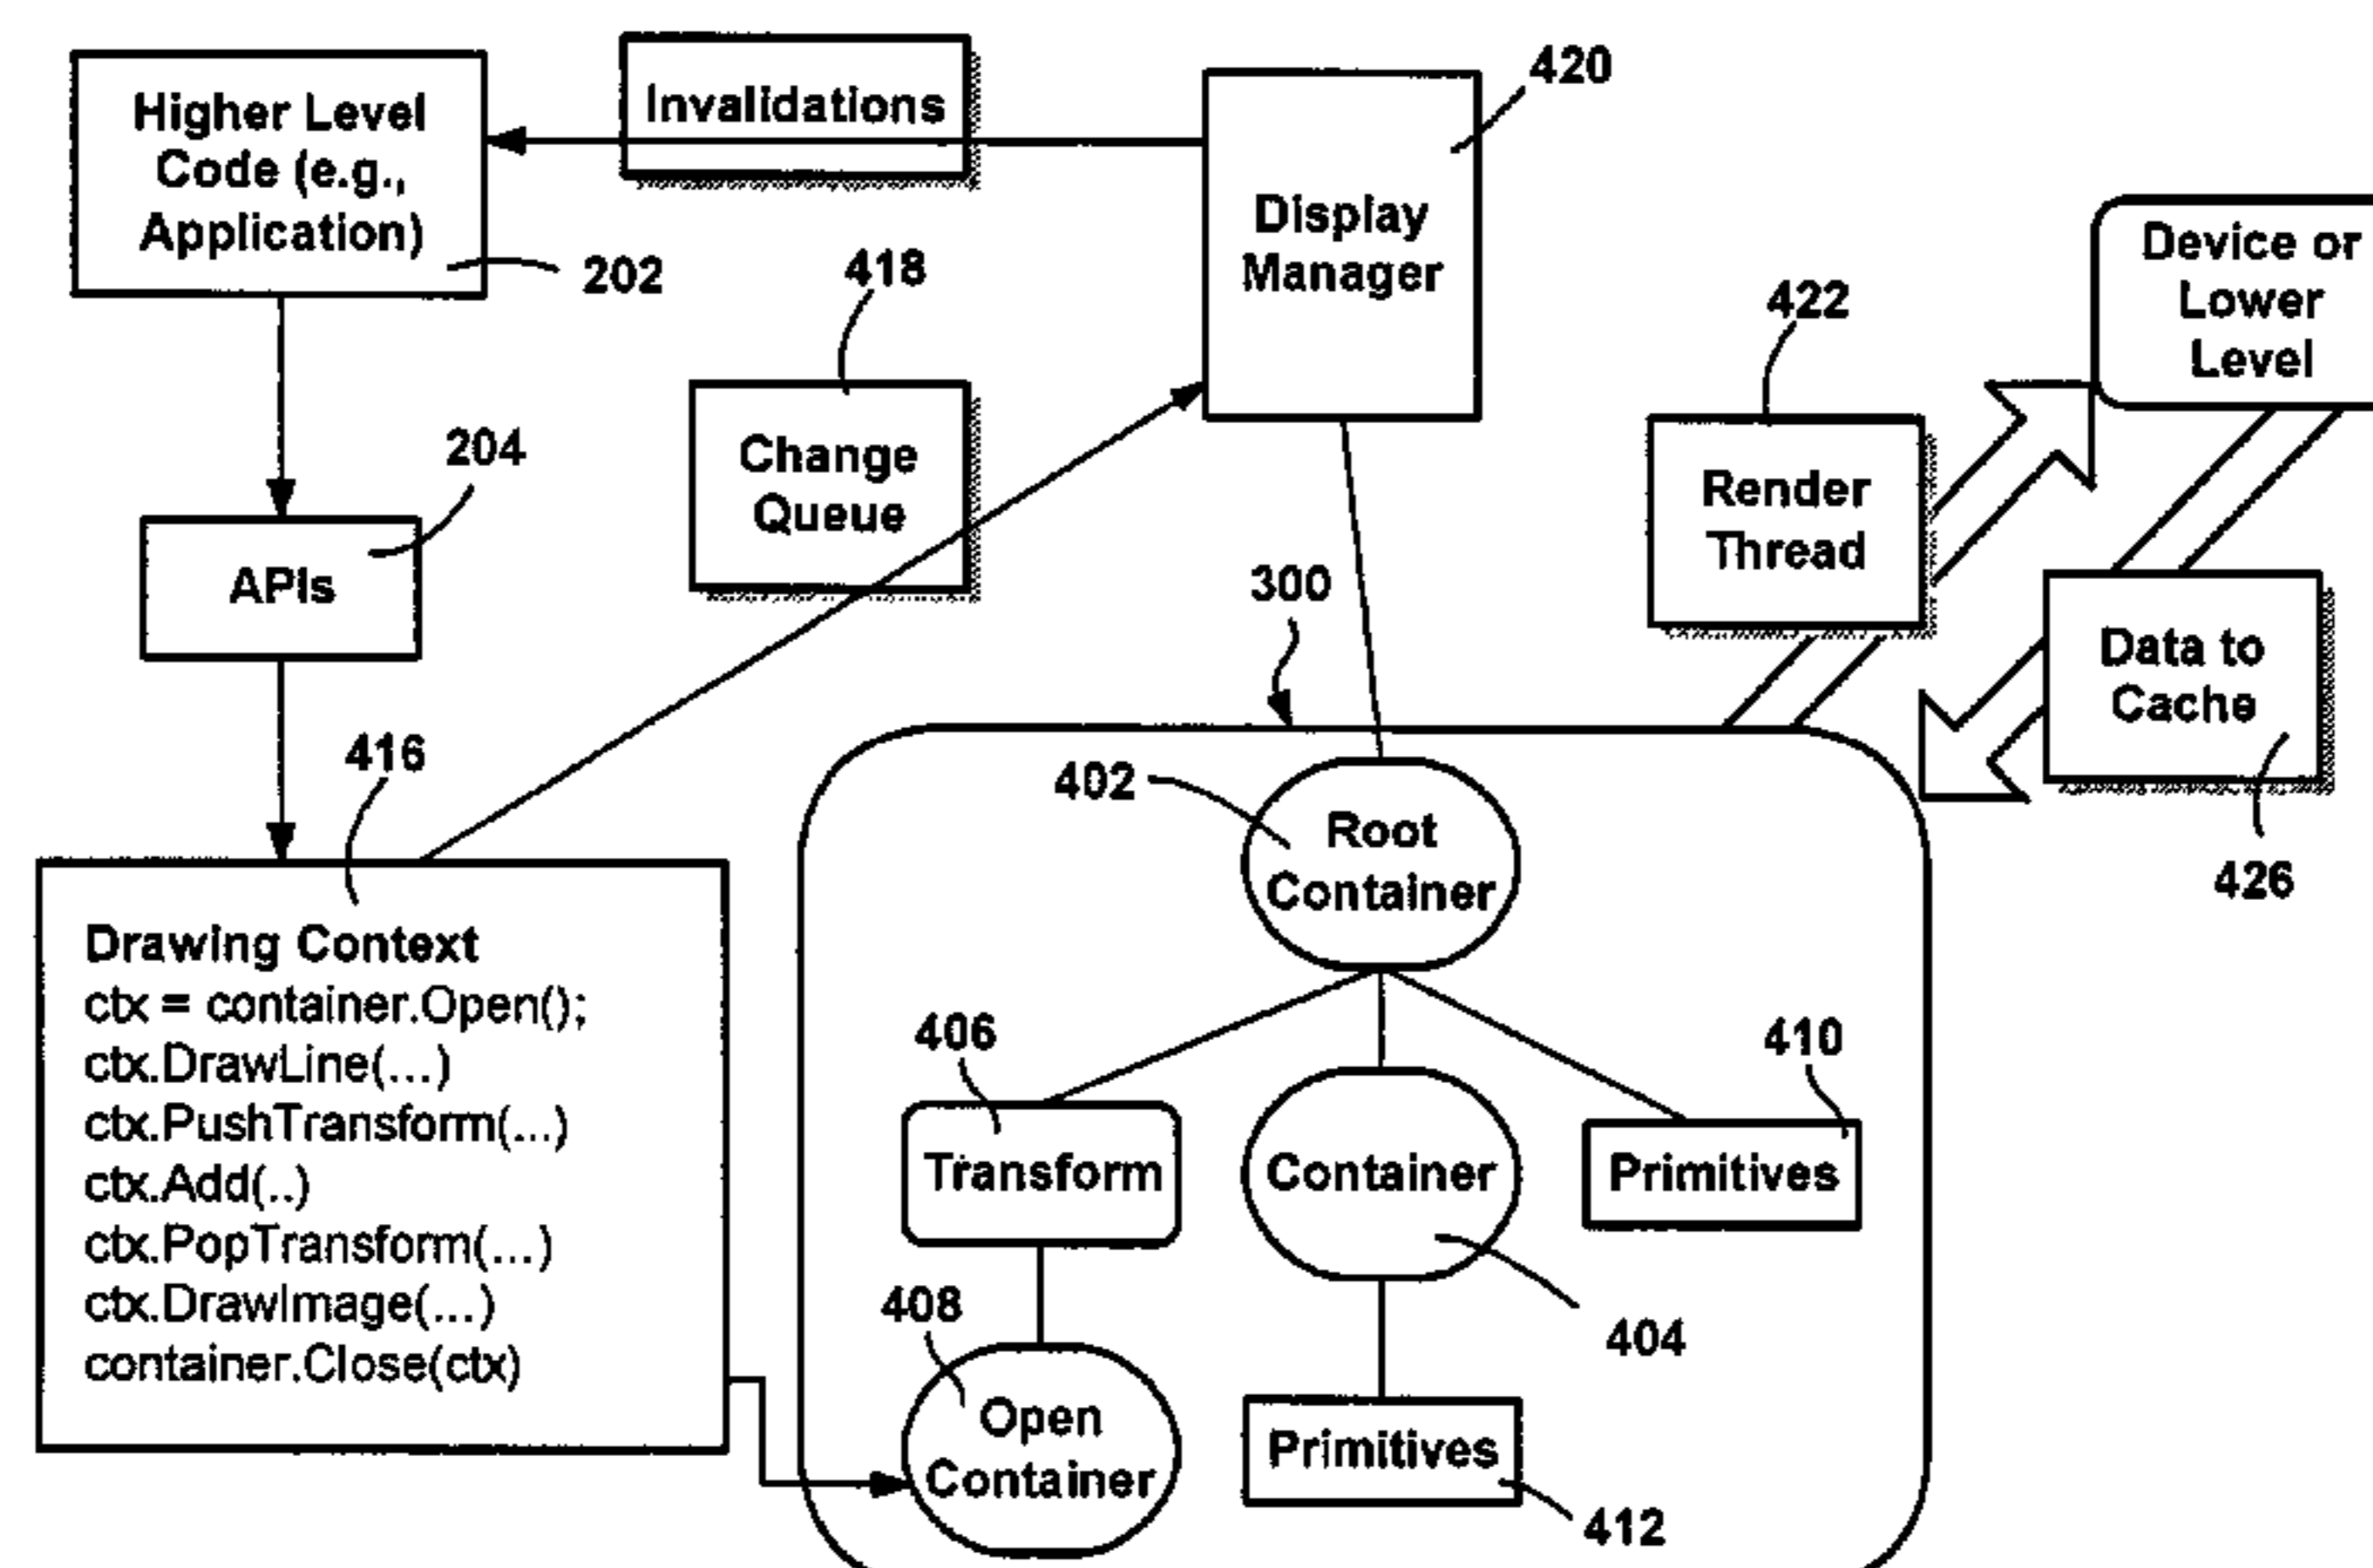 Higher Level
Code (e.g.,
Application)
202
Invalidations
420
Display
Manager
418
Change
Queue
422
Render
Thread
Device or
Lower
Level
204
APIs
300
Data to
Cache
426
416
Drawing Context
ctx = container.Open();
ctx.DrawLine(...)
ctx.PushTransform(...)
ctx.Add(..)
ctx.PopTransform(...)
ctx.DrawImage(...)
container.Close(ctx)
402
Root
Container
406
Transform
Container
404
410
Primitives
408
Open
Container
Primitives
412